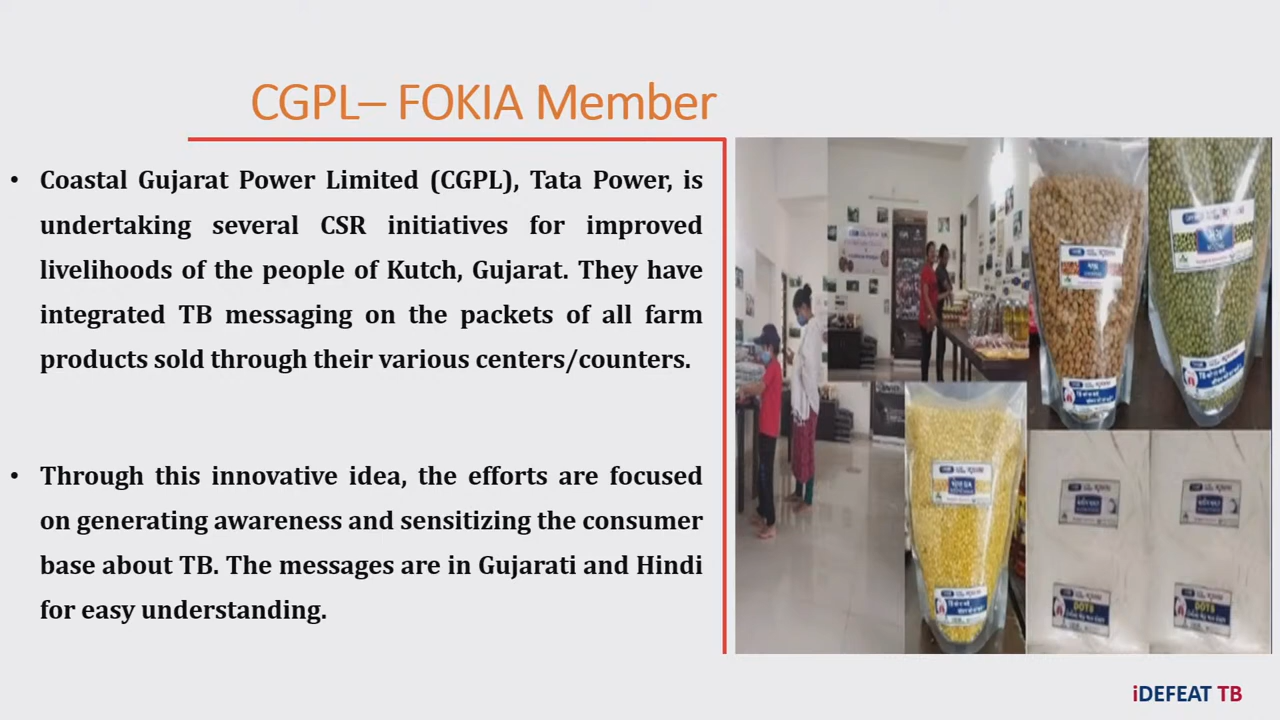 CGPL– FOKIA Member
• Coastal Gujarat Power Limited (CGPL), Tata Power, is
undertaking several CSR initiatives for improved
livelihoods of the people of Kutch, Gujarat. They have
integrated TB messaging on the packets of all farm
products sold through their various centers/counters.
• Through this innovative idea, the efforts are focused
on generating awareness and sensitizing the consumer
base about TB. The messages are in Gujarati and Hindi
for easy understanding.
DOTS
DOTS
iDEFEAT TB